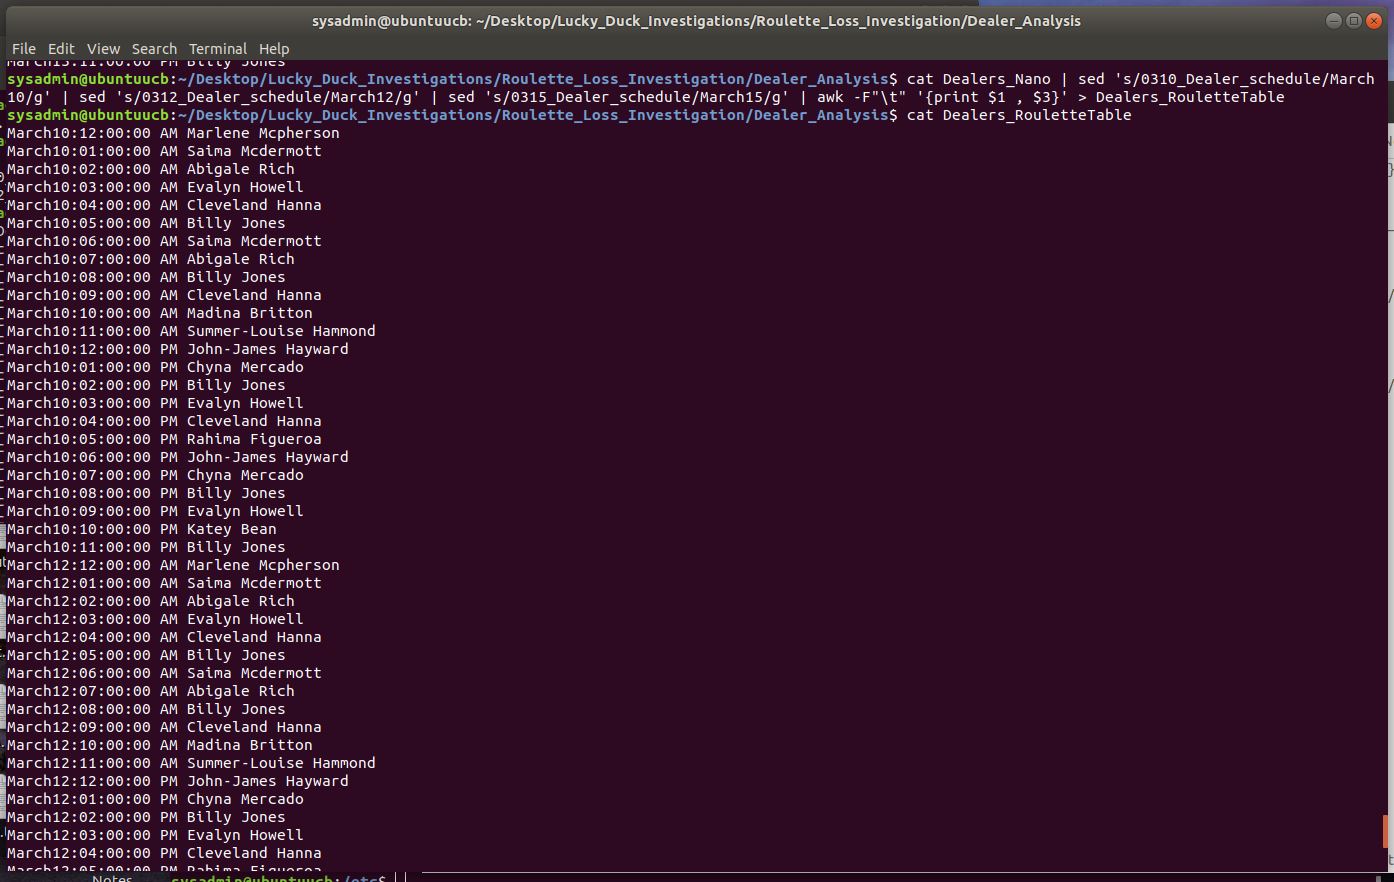 sysadmin@ubuntuucb: ~/Desktop/Lucky_Duck_Investigations/Roulette_Loss_Investigation/Dealer_Analysis
File Edit View Search Terminal Help
March15:11:00:00 PM Billy Jones
sysadmin@ubuntuucb:~/Desktop/Lucky_Duck_Investigations/Roulette_Loss_Investigation/Dealer_Analysis$ cat Dealers_Nano | sed 's/0310_Dealer_schedule/March
10/g' | sed 's/0312_Dealer_schedule/March12/g' | sed 's/0315_Dealer_schedule/March15/g' | awk -F"\t" '{print $1 , $3}' > Dealers_RouletteTable
sysadmin@ubuntuucb:~/Desktop/Lucky_Duck_Investigations/Roulette_Loss_Investigation/Dealer_Analysis$ cat Dealers_RouletteTable
March10:12:00:00 AM Marlene Mcpherson
March10:01:00:00 AM Saima Mcdermott
March10:02:00:00 AM Abigale Rich
March10:03:00:00 AM Evalyn Howell
March10:04:00:00 AM Cleveland Hanna
March10:05:00:00 AM Billy Jones
March10:06:00:00 AM Saima Mcdermott
March10:07:00:00 AM Abigale Rich
March10:08:00:00 AM Billy Jones
March10:09:00:00 AM Cleveland Hanna
March10:10:00:00 AM Madina Britton
March10:11:00:00 AM Summer-Louise Hammond
March10:12:00:00 PM John-James Hayward
March10:01:00:00 PM Chyna Mercado
March10:02:00:00 PM Billy Jones
March10:03:00:00 PM Evalyn Howell
March10:04:00:00 PM Cleveland Hanna
March10:05:00:00 PM Rahima Figueroa
March10:06:00:00 PM John-James Hayward
March10:07:00:00 PM Chyna Mercado
March10:08:00:00 PM Billy Jones
March10:09:00:00 PM Evalyn Howell
March10:10:00:00 PM Katey Bean
March10:11:00:00 PM Billy Jones
March12:12:00:00 AM Marlene Mcpherson
March12:01:00:00 AM Saima Mcdermott
March12:02:00:00 AM Abigale Rich
March12:03:00:00 AM Evalyn Howell
March12:04:00:00 AM Cleveland Hanna
March12:05:00:00 AM Billy Jones
March12:06:00:00 AM Saima Mcdermott
March12:07:00:00 AM Abigale Rich
March12:08:00:00 AM Billy Jones
March12:09:00:00 AM Cleveland Hanna
March12:10:00:00 AM Madina Britton
March12:11:00:00 AM Summer-Louise Hammond
March12:12:00:00 PM John-James Hayward
March12:01:00:00 PM Chyna Mercado
March12:02:00:00 PM Billy Jones
March12:03:00:00 PM Evalyn Howell
March12:04:00:00 PM Cleveland Hanna
March12:05:00:00 PM Rahima Figueroa
Notes sysadmin@ubuntuucb:/etc$